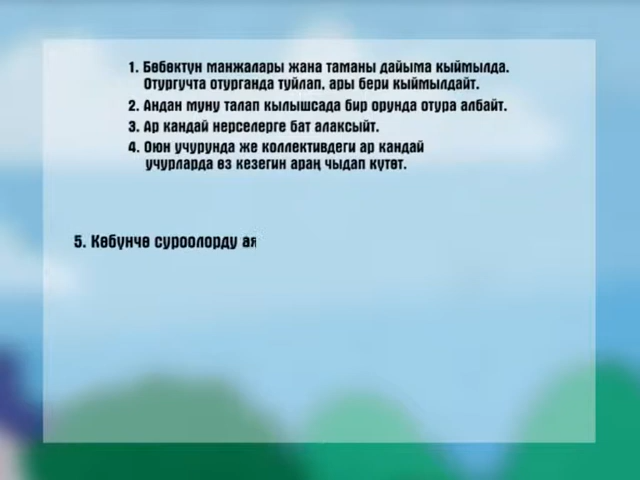 1. Бөбөктүн манжалары жана таманы дайыма кыймылда.
Отургучта отурганда туйлап, ары бери кыймылдайт.
2. Андан муну талап кылышсада бир орунда отура албайт.
3. Ар кандай нерселерге бат алаксыйт.
4. Оюн учурунда же коллективдеги ар кандай
учурларда өз кезегин араң чыдап күтөт.
5. Көбүнчө суроолорду ая